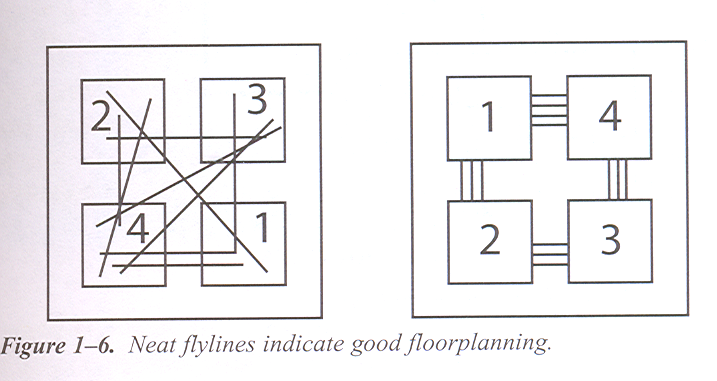 2 3
4 1
1 4
2 3
Figure 1–6. Neat flylines indicate good floorplanning.